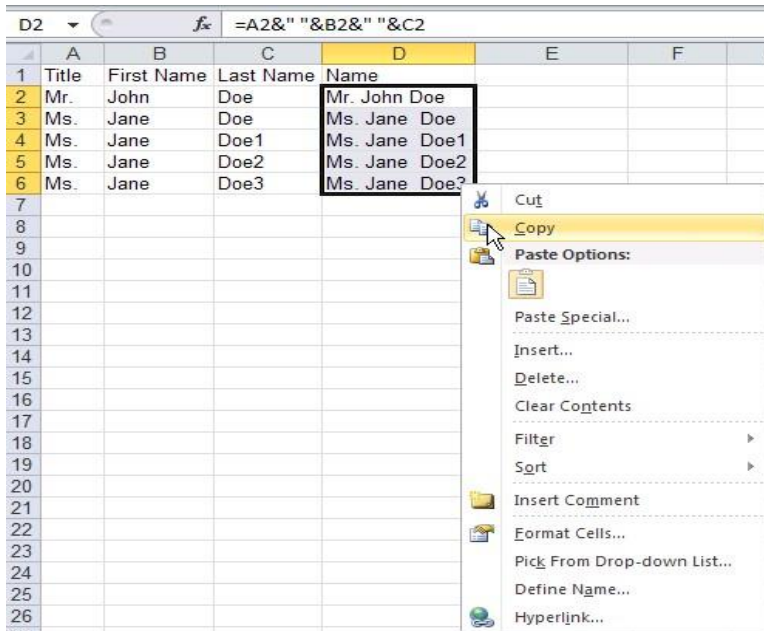 D2 fx =A2&" "&B2&" "&C2
A B C D E F
1 Title First Name Last Name Name
2 Mr. John Doe Mr. John Doe
3 Ms. Jane Doe Ms. Jane  Doe
4 Ms. Jane Doe1 Ms. Jane  Doe1
5 Ms. Jane Doe2 Ms. Jane  Doe2
6 Ms. Jane Doe3 Ms. Jane  Doe3
7
8
9
10
11
12
13
14
15
16
17
18
19
20
21
22
23
24
25
26
Cut
Copy
Paste Options:
Paste Special...
Insert...
Delete...
Clear Contents
Filter
Sort
Insert Comment
Format Cells...
Pick From Drop-down List...
Define Name...
Hyperlink...